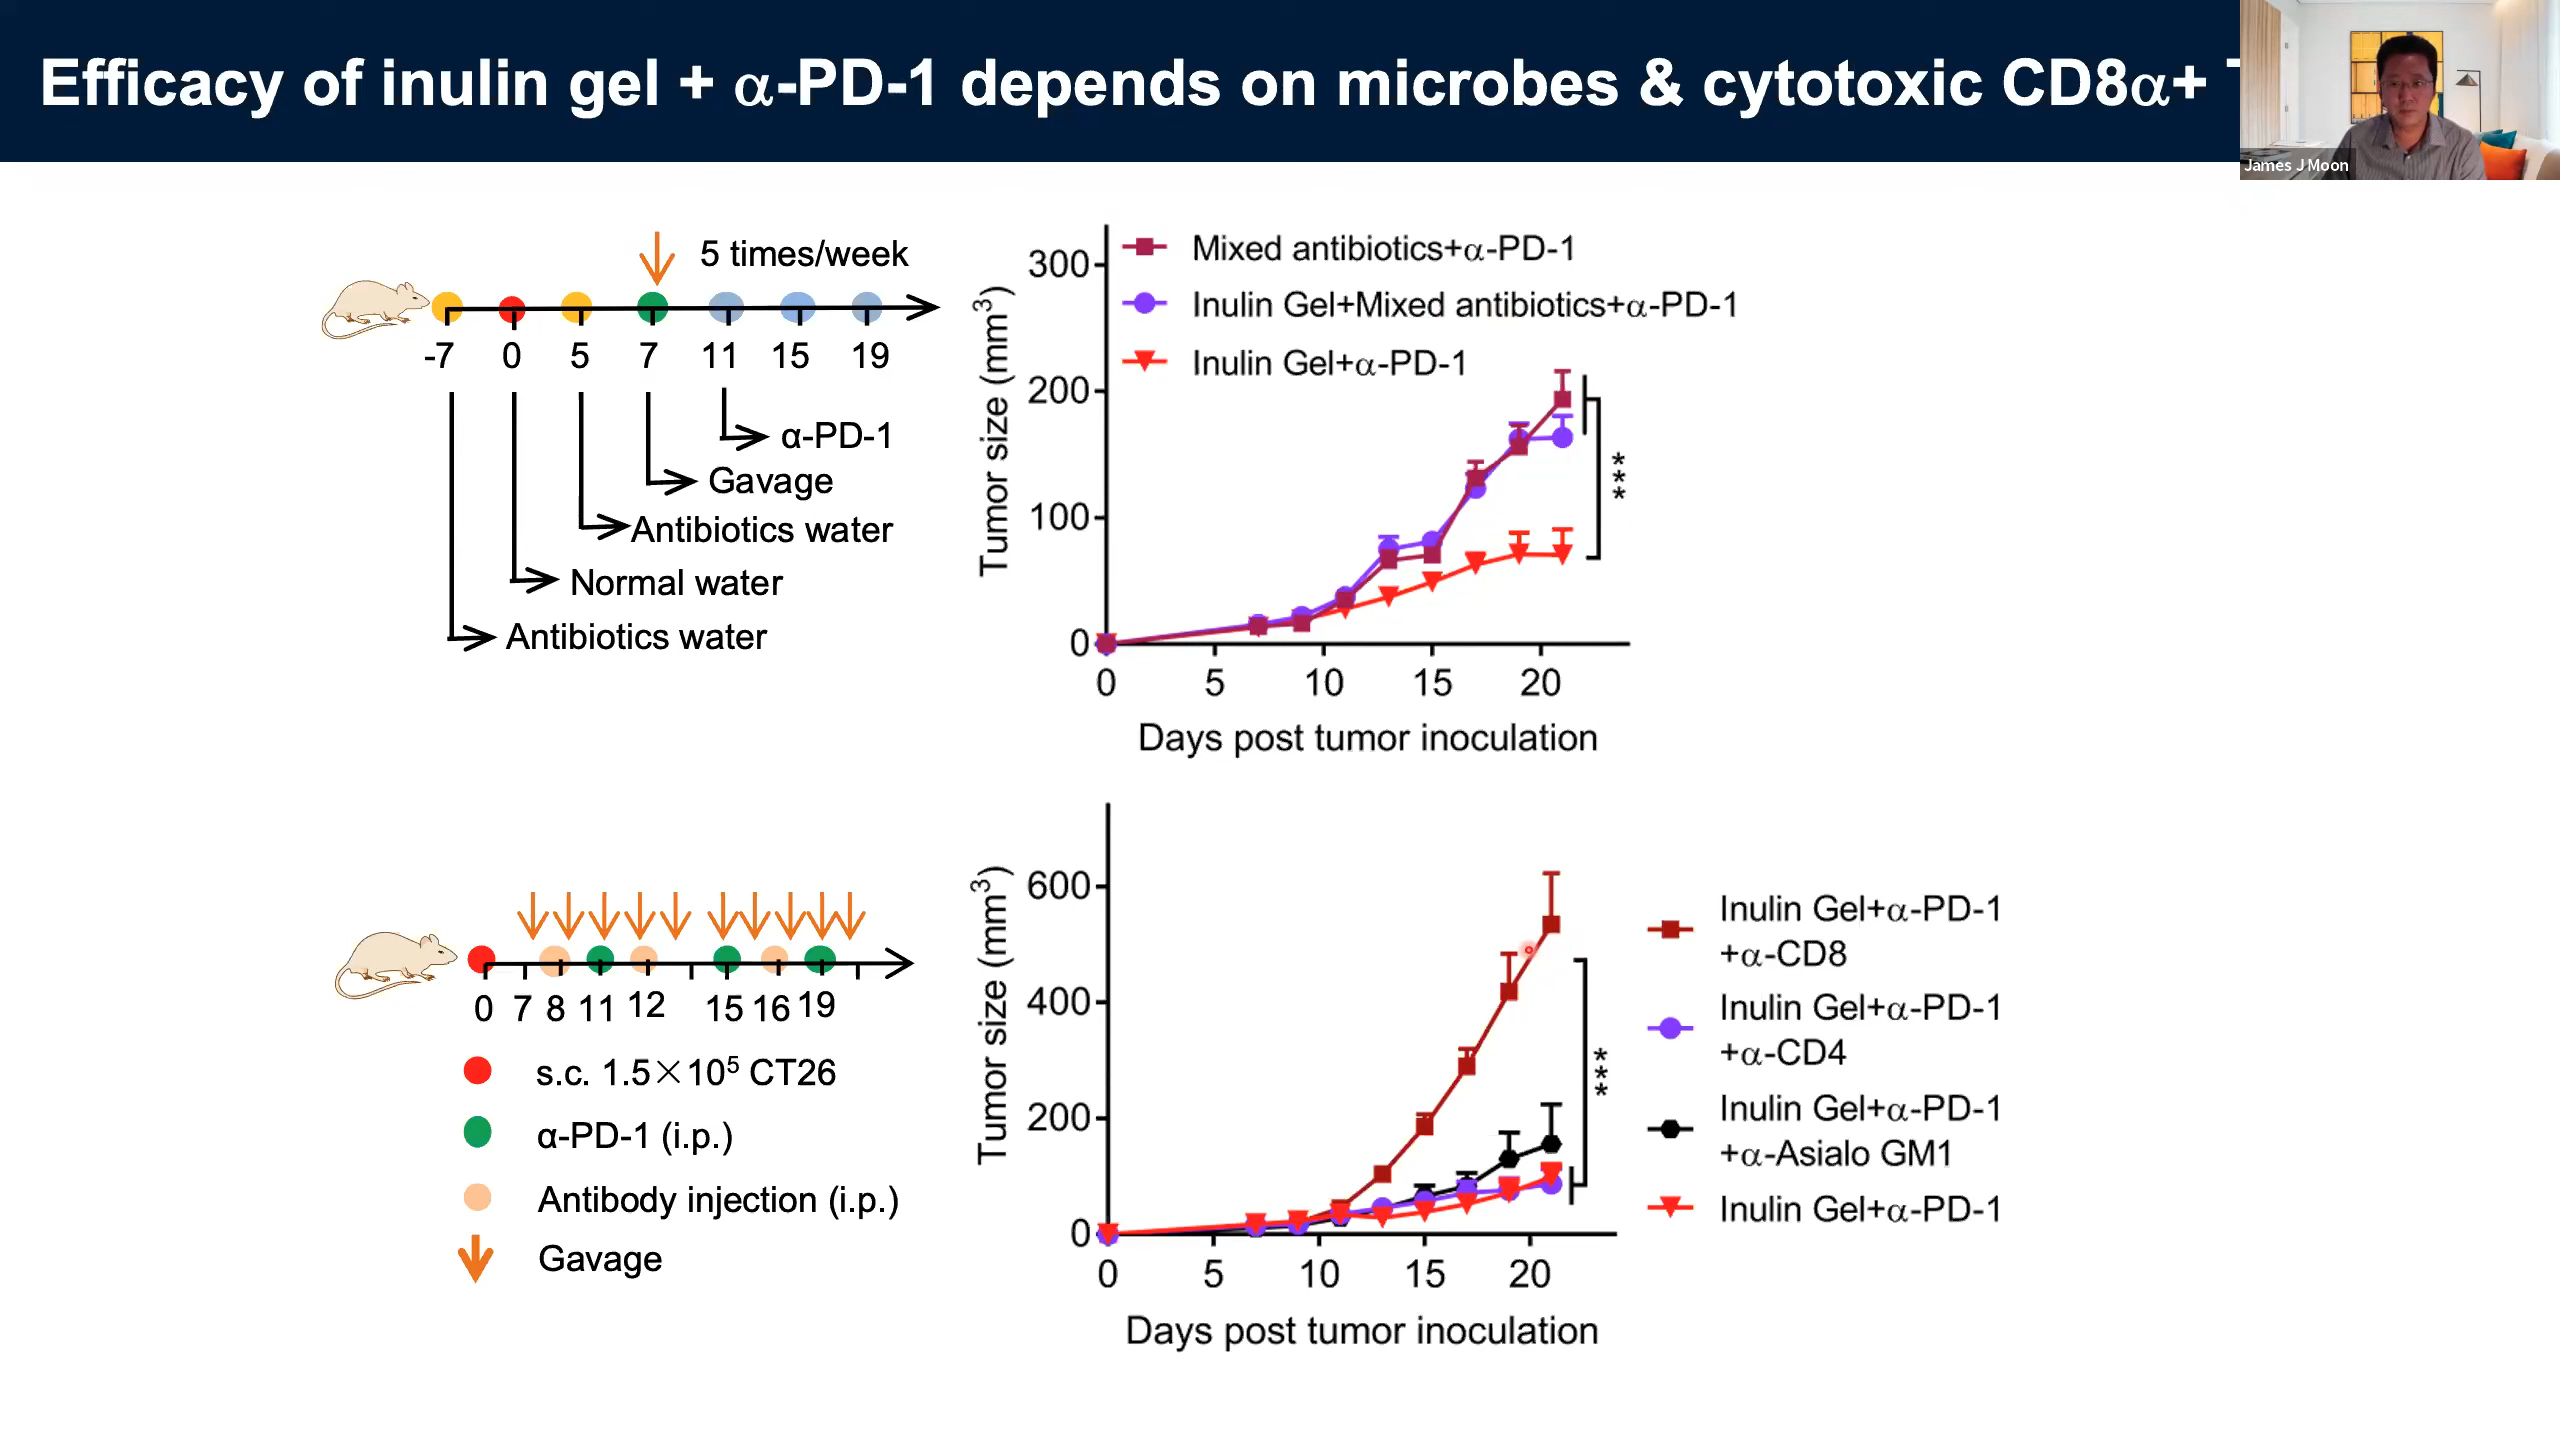 Efficacy of inulin gel + α-PD-1 depends on microbes & cytotoxic CD8α+
James J Moon
5 times/week
-7 0 5 7 11 15 19
α-PD-1
Gavage
Antibiotics water
Normal water
Antibiotics water
Mixed antibiotics+α-PD-1
Inulin Gel+Mixed antibiotics+α-PD-1
Inulin Gel+α-PD-1
Tumor size (mm³)
300
200
100
0
***
0 5 10 15 20
Days post tumor inoculation
0 7 8 11 12 15 16 19
s.c. 1.5×10⁵ CT26
α-PD-1 (i.p.)
Antibody injection (i.p.)
Gavage
Tumor size (mm³)
600
400
200
0
***
0 5 10 15 20
Days post tumor inoculation
Inulin Gel+α-PD-1
+α-CD8
Inulin Gel+α-PD-1
+α-CD4
Inulin Gel+α-PD-1
+α-Asialo GM1
Inulin Gel+α-PD-1